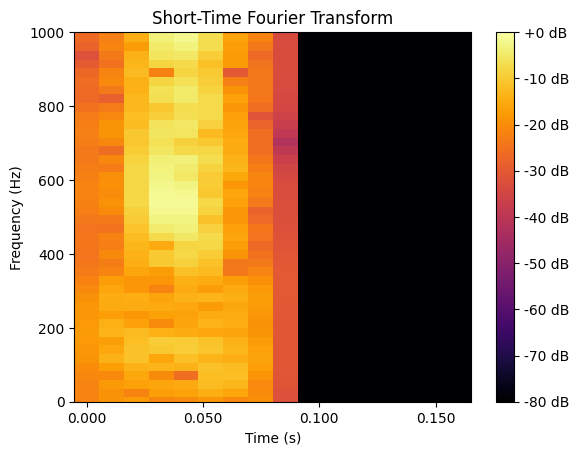 Short-Time Fourier Transform
Frequency (Hz)
1000
800
600
400
200
0
0.000
0.050
0.100
0.150
Time (s)
+0 dB
-10 dB
-20 dB
-30 dB
-40 dB
-50 dB
-60 dB
-70 dB
-80 dB